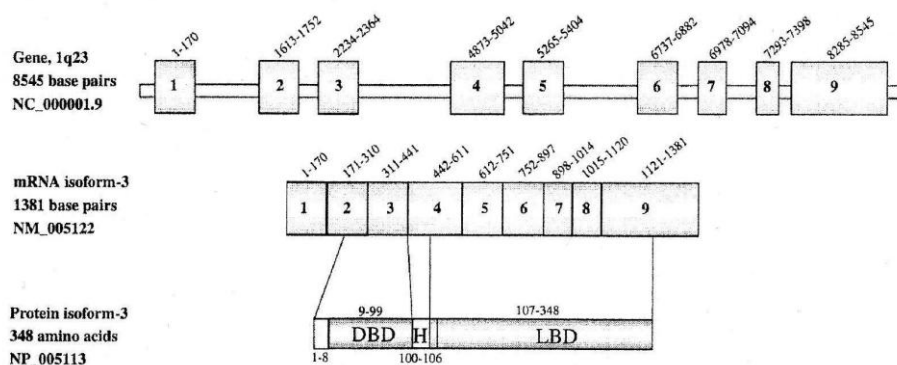 1-170 1613-1752 2234-2364 4873-5042 5265-5404 6737-6882 6978-7094 7293-7398 8285-8545
Gene, 1q23
8545 base pairs
NC_000001.9
1 2 3 4 5 6 7 8 9
1-170 171-310 311-441 442-611 612-751 752-897 898-1014 1015-1120 1121-1381
mRNA isoform-3
1381 base pairs
NM_005122
1 2 3 4 5 6 7 8 9
Protein isoform-3
348 amino acids
NP_005113
9-99 107-348
DBD H LBD
1-8 100-106